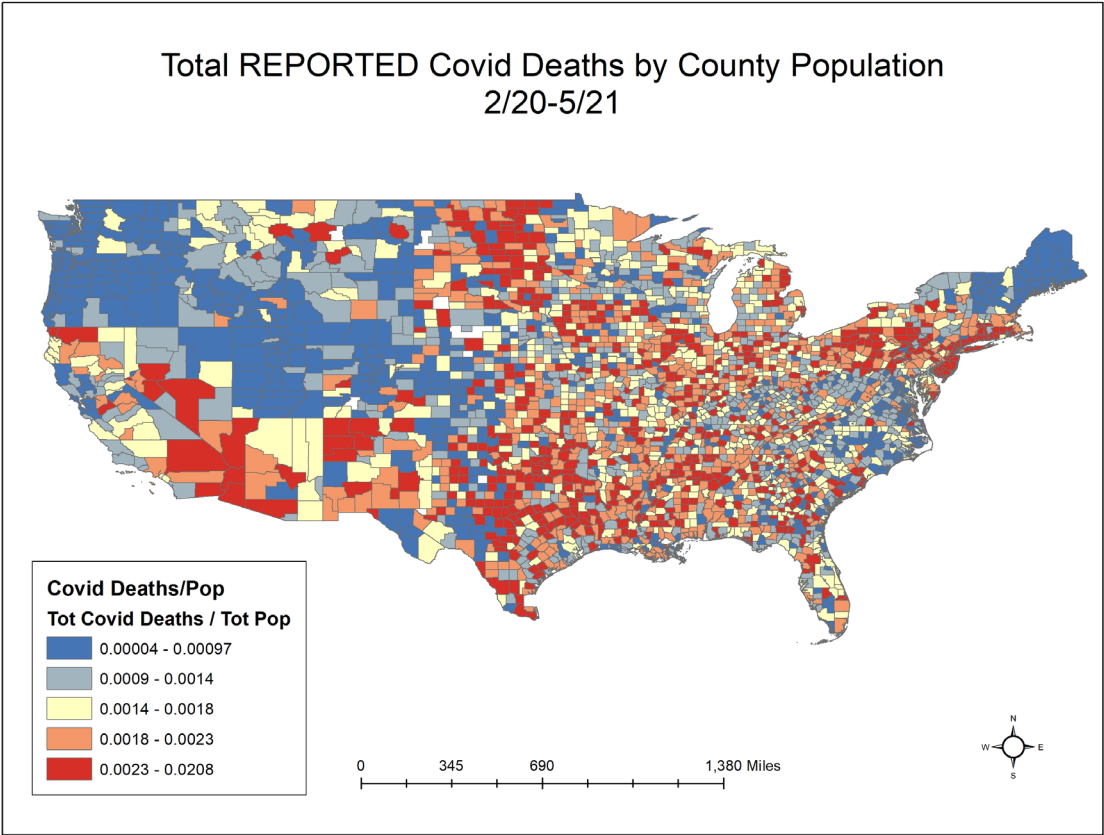 Total REPORTED Covid Deaths by County Population
2/20-5/21
Covid Deaths/Pop
Tot Covid Deaths / Tot Pop
0.00004 - 0.00097
0.0009 - 0.0014
0.0014 - 0.0018
0.0018 - 0.0023
0.0023 - 0.0208
0 345 690 1,380 Miles
N
W E
S